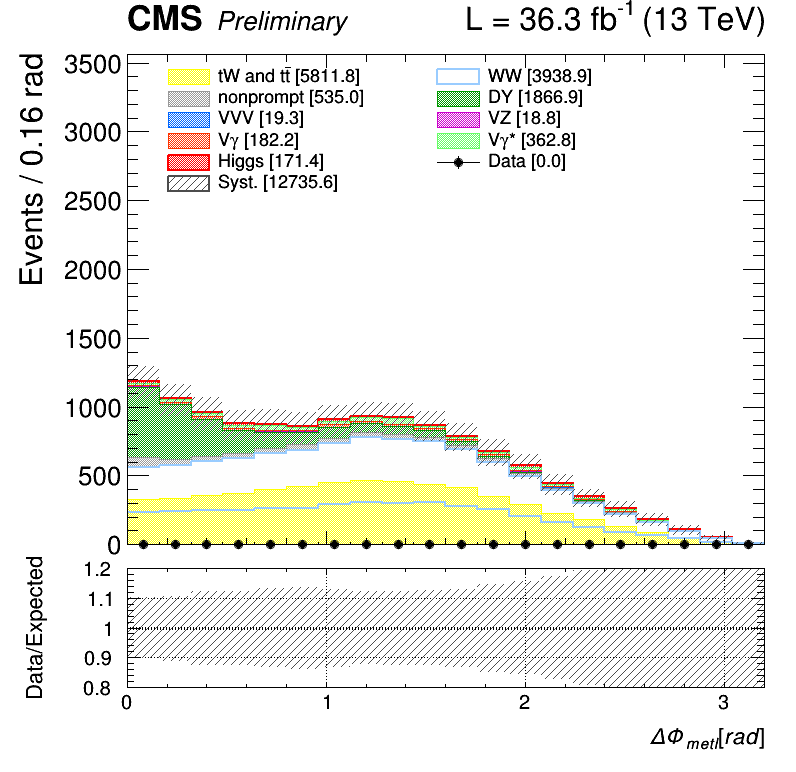 CMS Preliminary L = 36.3 fb⁻¹ (13 TeV)
Events / 0.16 rad
3500
3000
2500
2000
1500
1000
500
0
tW and tt̄ [5811.8]
WW [3938.9]
nonprompt [535.0]
DY [1866.9]
VVV [19.3]
VZ [18.8]
Vγ [182.2]
Vγ* [362.8]
Higgs [171.4]
Data [0.0]
Syst. [12735.6]
Data/Expected
1.2
1.1
1
0.9
0.8
0 1 2 3
ΔΦ metl[rad]